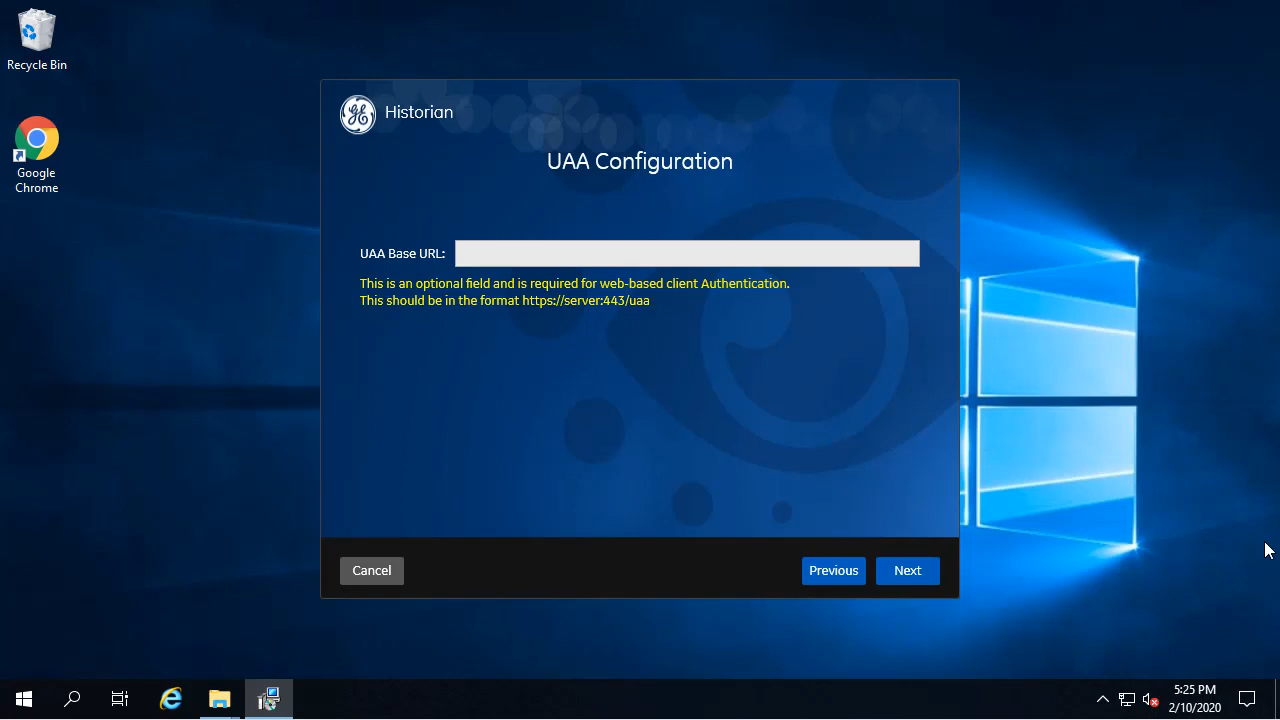 Recycle Bin
Google
Chrome
Historian
UAA Configuration
UAA Base URL:
This is an optional field and is required for web-based client Authentication.
This should be in the format https://server:443/uaa
Cancel
Previous
Next
5:25 PM
2/10/2020